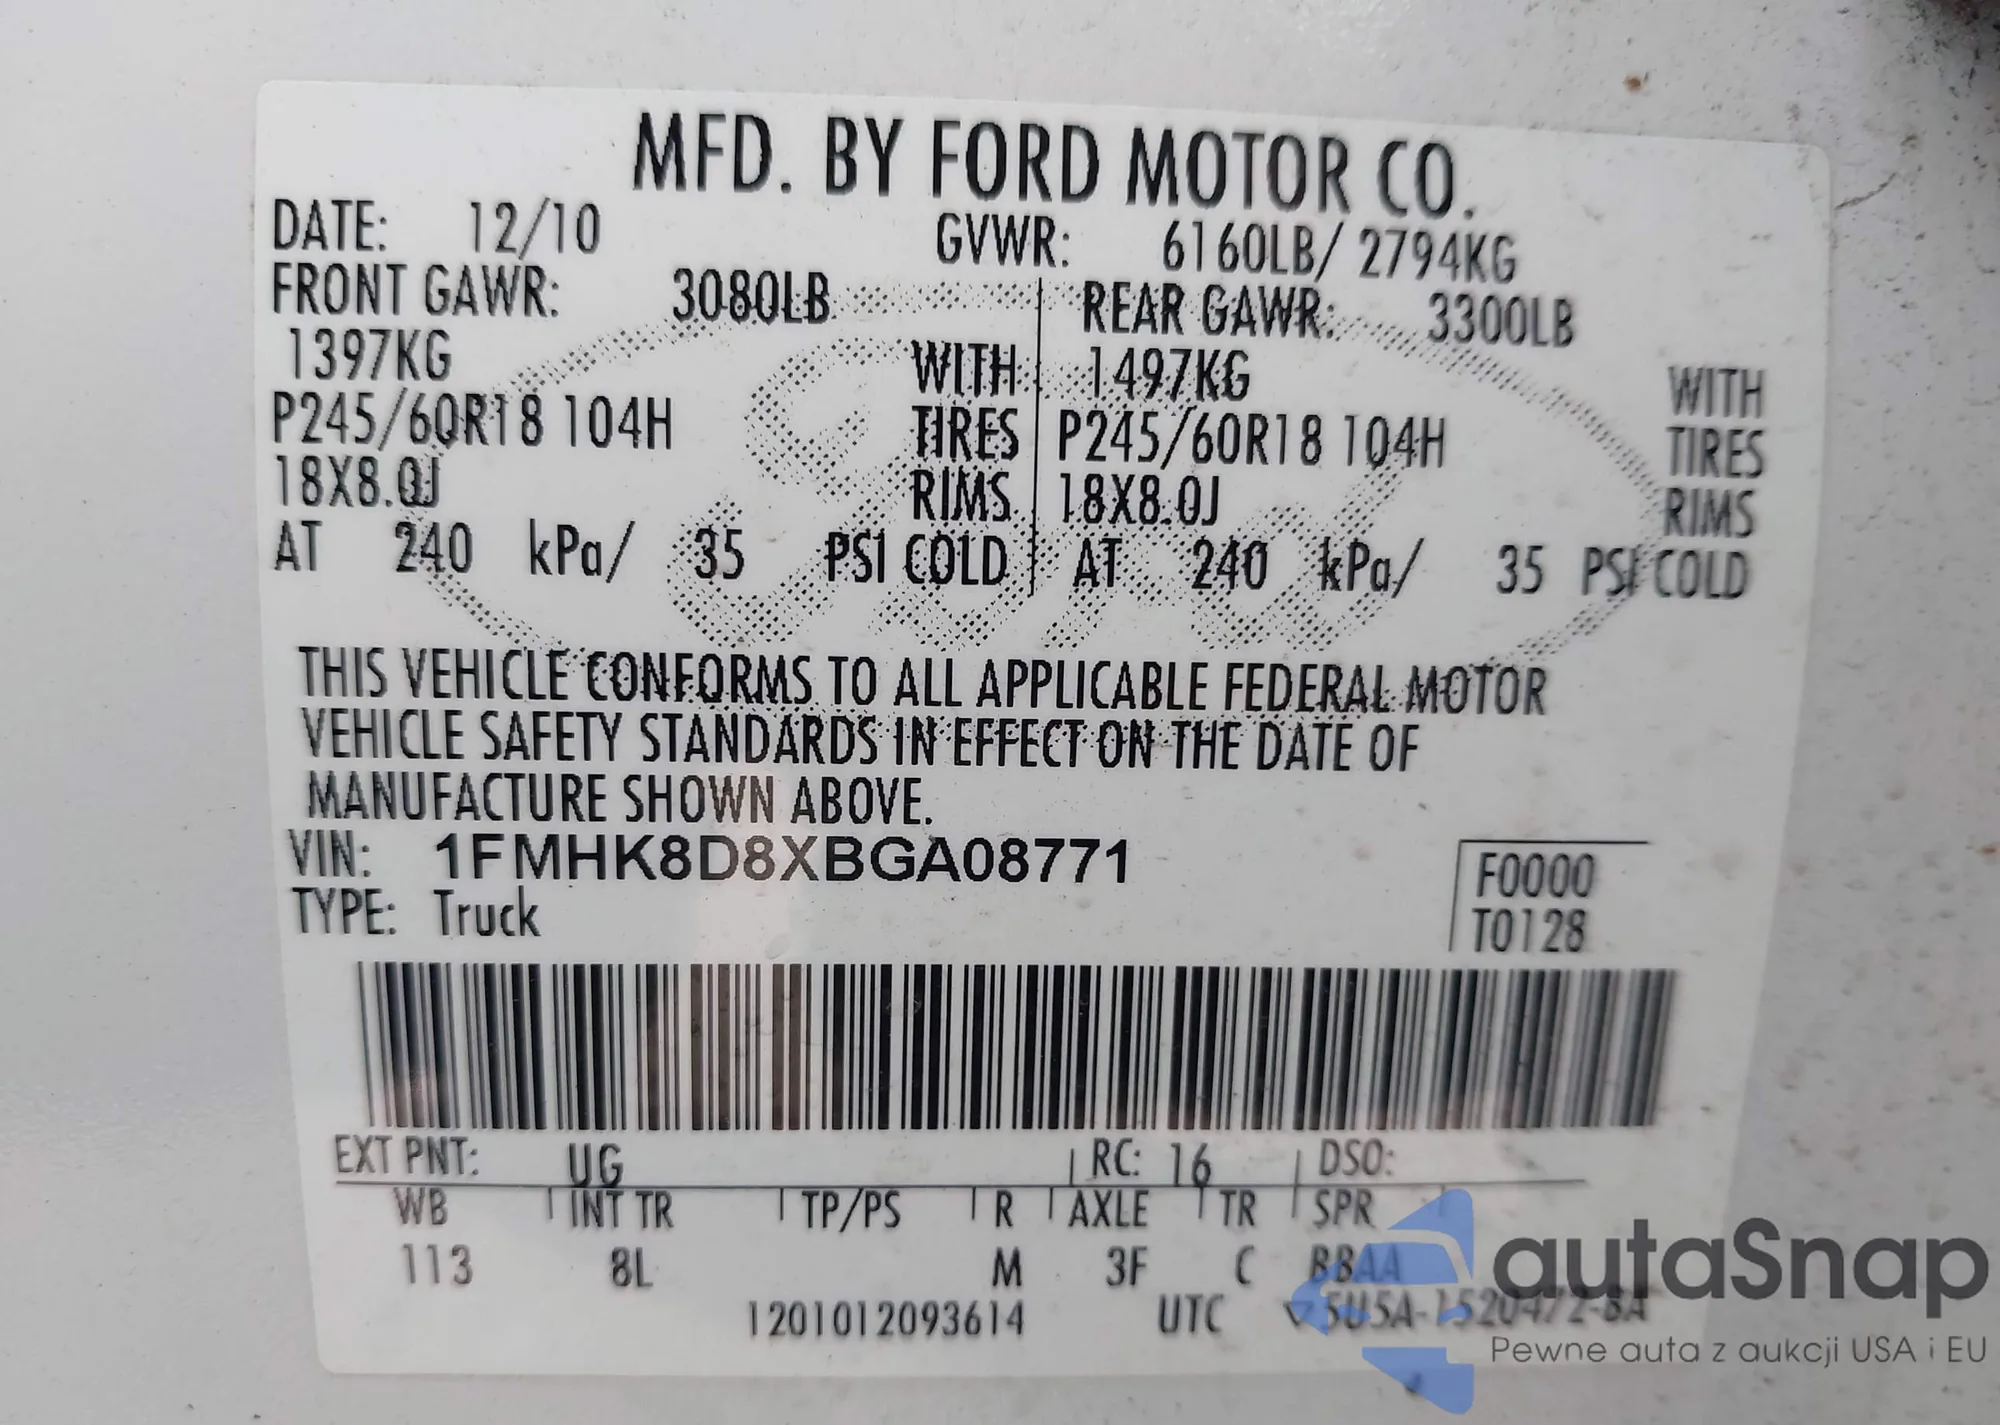 MFD. BY FORD MOTOR CO.
DATE: 12/10 GVWR: 6160LB/ 2794KG
FRONT GAWR: 3080LB REAR GAWR: 3300LB
1397KG WITH 1497KG WITH
P245/60R18 104H TIRES P245/60R18 104H TIRES
18X8.0J RIMS 18X8.0J RIMS
AT 240 kPa/ 35 PSI COLD AT 240 kPa/ 35 PSI COLD
THIS VEHICLE CONFORMS TO ALL APPLICABLE FEDERAL MOTOR
VEHICLE SAFETY STANDARDS IN EFFECT ON THE DATE OF
MANUFACTURE SHOWN ABOVE.
VIN: 1FMHK8D8XBGA08771
F0000
TYPE: Truck
T0128
EXT PNT: UG RC: 16 DSO:
WB INT TR TP/PS R AXLE TR SPR
113 8L M 3F C BBAA
1201012093614 UTC 5U5A-1520472-BA
autaSnap
Pewne auta z aukcji USA i EU